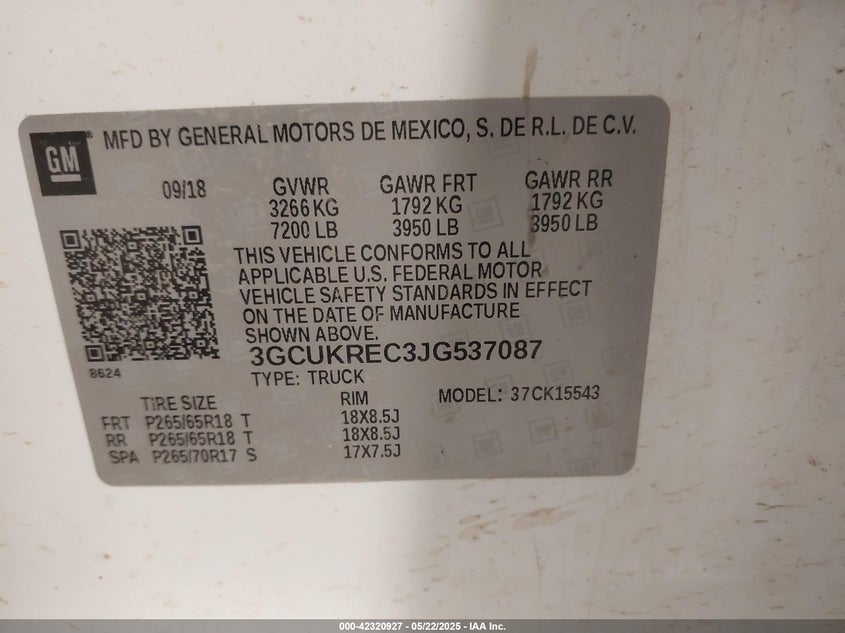 GM ®
MFD BY GENERAL MOTORS DE MEXICO, S. DE R.L. DE C.V.
09/18 GVWR GAWR FRT GAWR RR
3266 KG 1792 KG 1792 KG
7200 LB 3950 LB 3950 LB
THIS VEHICLE CONFORMS TO ALL
APPLICABLE U.S. FEDERAL MOTOR
VEHICLE SAFETY STANDARDS IN EFFECT
ON THE DATE OF MANUFACTURE
SHOWN ABOVE.
3GCUKREC3JG537087
8624
TYPE: TRUCK
TIRE SIZE RIM MODEL: 37CK15543
FRT P265/65R18 T 18X8.5J
RR P265/65R18 T 18X8.5J
SPA P265/70R17 S 17X7.5J
000-42320927 - 05/22/2025 - IAA Inc.